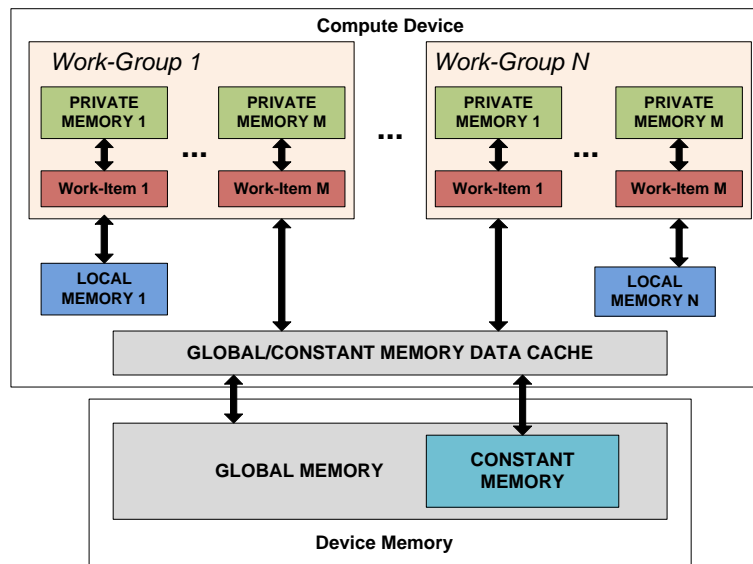 Compute Device
Work-Group 1
PRIVATE
MEMORY 1
...
PRIVATE
MEMORY M
Work-Item 1
Work-Item M
...
Work-Group N
PRIVATE
MEMORY 1
...
PRIVATE
MEMORY M
Work-Item 1
Work-Item M
LOCAL
MEMORY 1
LOCAL
MEMORY N
GLOBAL/CONSTANT MEMORY DATA CACHE
GLOBAL MEMORY
CONSTANT
MEMORY
Device Memory